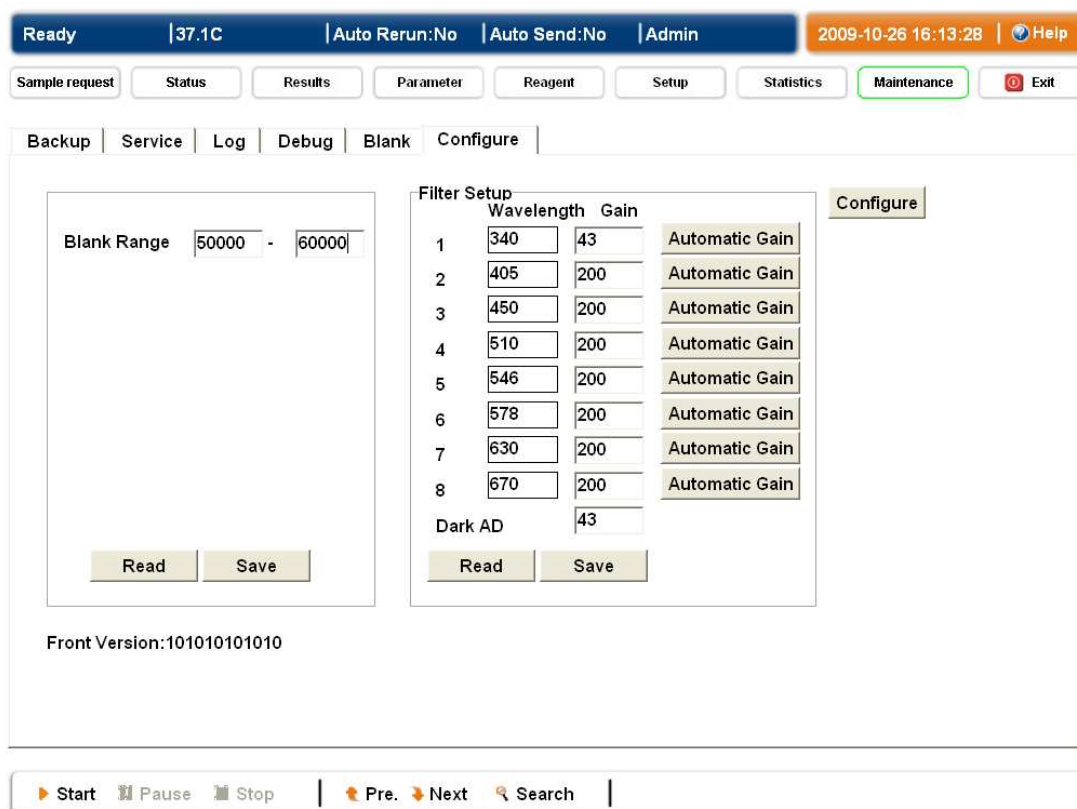 Ready |37.1C |Auto Rerun:No |Auto Send:No |Admin 2009-10-26 16:13:28 | Help
Sample request Status Results Parameter Reagent Setup Statistics Maintenance Exit
Backup Service Log Debug Blank Configure
Filter Setup
Wavelength Gain
Configure
Blank Range 50000 - 60000
1 340 43 Automatic Gain
2 405 200 Automatic Gain
3 450 200 Automatic Gain
4 510 200 Automatic Gain
5 546 200 Automatic Gain
6 578 200 Automatic Gain
7 630 200 Automatic Gain
8 670 200 Automatic Gain
Dark AD 43
Read Save Read Save
Front Version:101010101010
Start Pause Stop | Pre. Next Search |